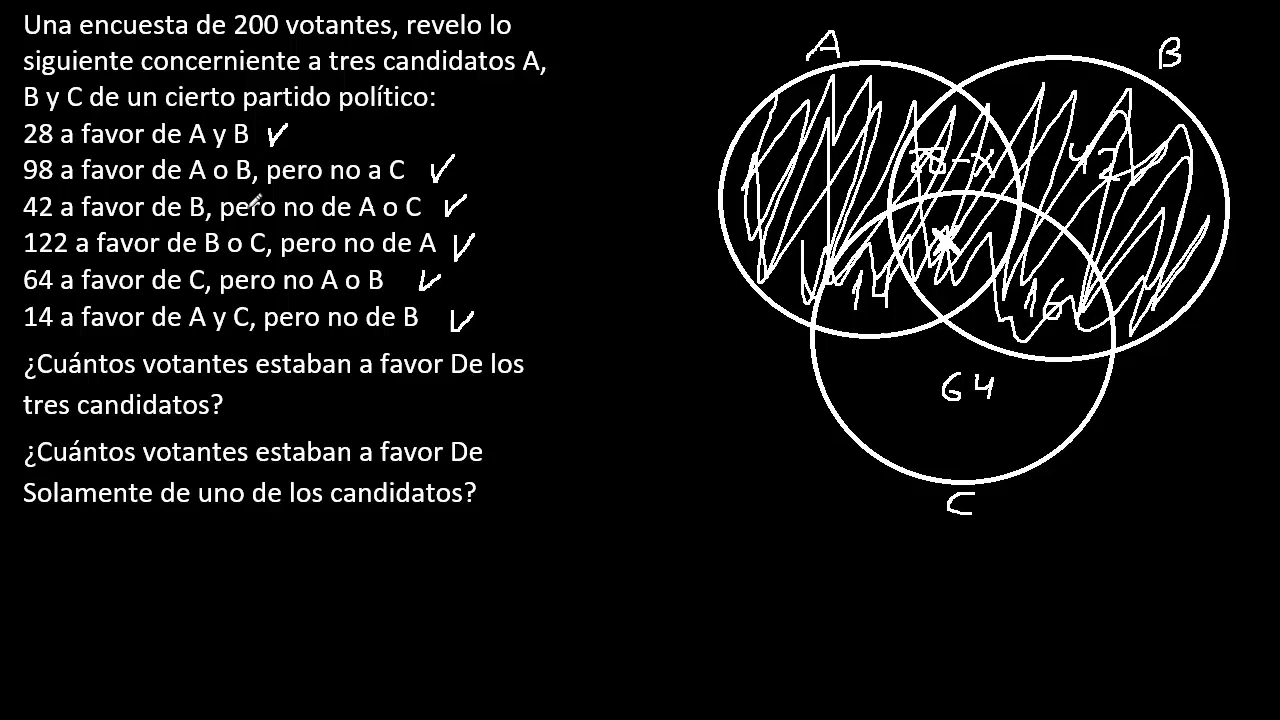 Una encuesta de 200 votantes, revelo lo
siguiente concerniente a tres candidatos A,
B y C de un cierto partido político:
28 a favor de A y B
98 a favor de A o B, pero no a C
42 a favor de B, pero no de A o C
122 a favor de B o C, pero no de A
64 a favor de C, pero no A o B
14 a favor de A y C, pero no de B
¿Cuántos votantes estaban a favor De los
tres candidatos?
¿Cuántos votantes estaban a favor De
Solamente de uno de los candidatos?
A
B
28-x
42
x
14
16
64
C